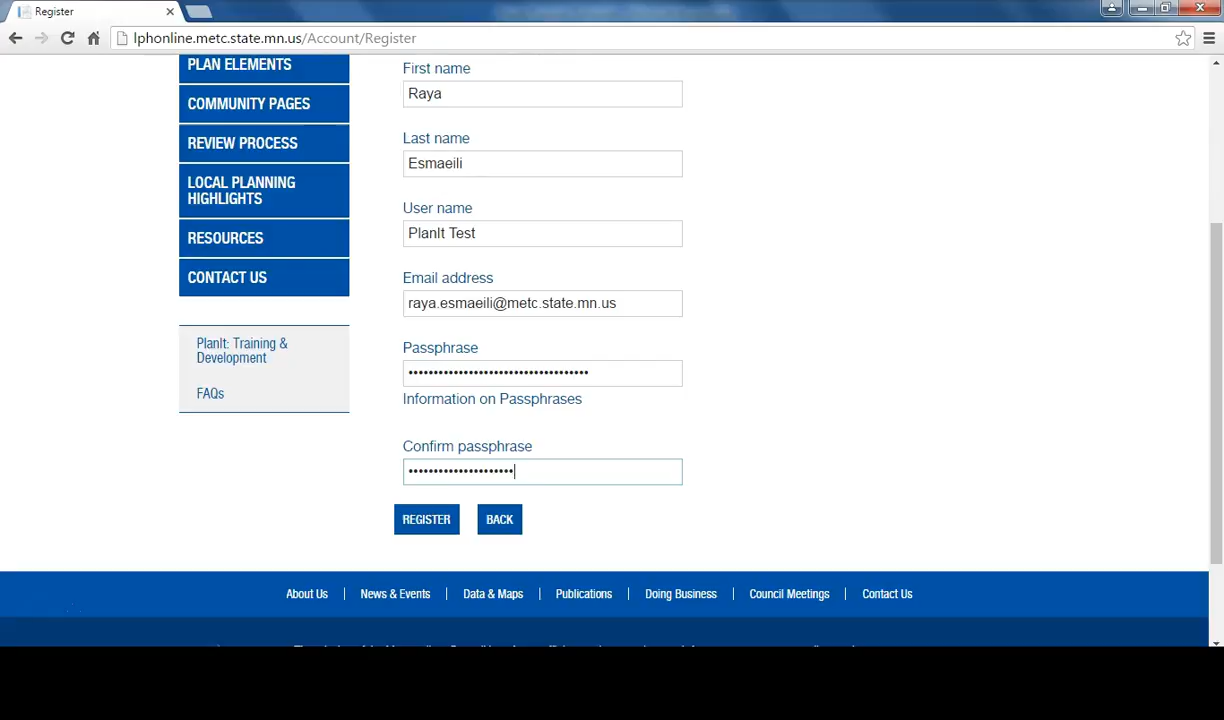 Register
lphonline.metc.state.mn.us/Account/Register
PLAN ELEMENTS
COMMUNITY PAGES
REVIEW PROCESS
LOCAL PLANNING
HIGHLIGHTS
RESOURCES
CONTACT US
PlanIt: Training &
Development
FAQs
First name
Raya
Last name
Esmaeili
User name
PlanIt Test
Email address
raya.esmaeili@metc.state.mn.us
Passphrase
••••••••••••••••••••••••••••••••••••
Information on Passphrases
Confirm passphrase
•••••••••••••••••••••
REGISTER BACK
About Us | News & Events | Data & Maps | Publications | Doing Business | Council Meetings | Contact Us